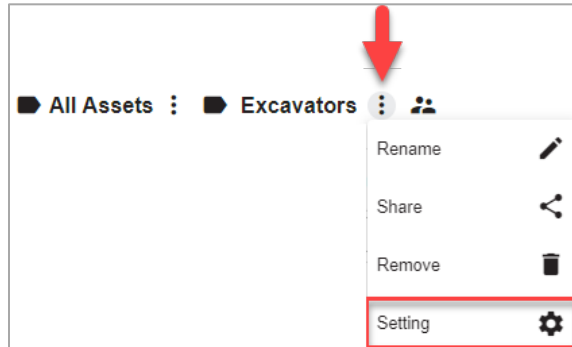 All Assets Excavators
Rename
Share
Remove
Setting